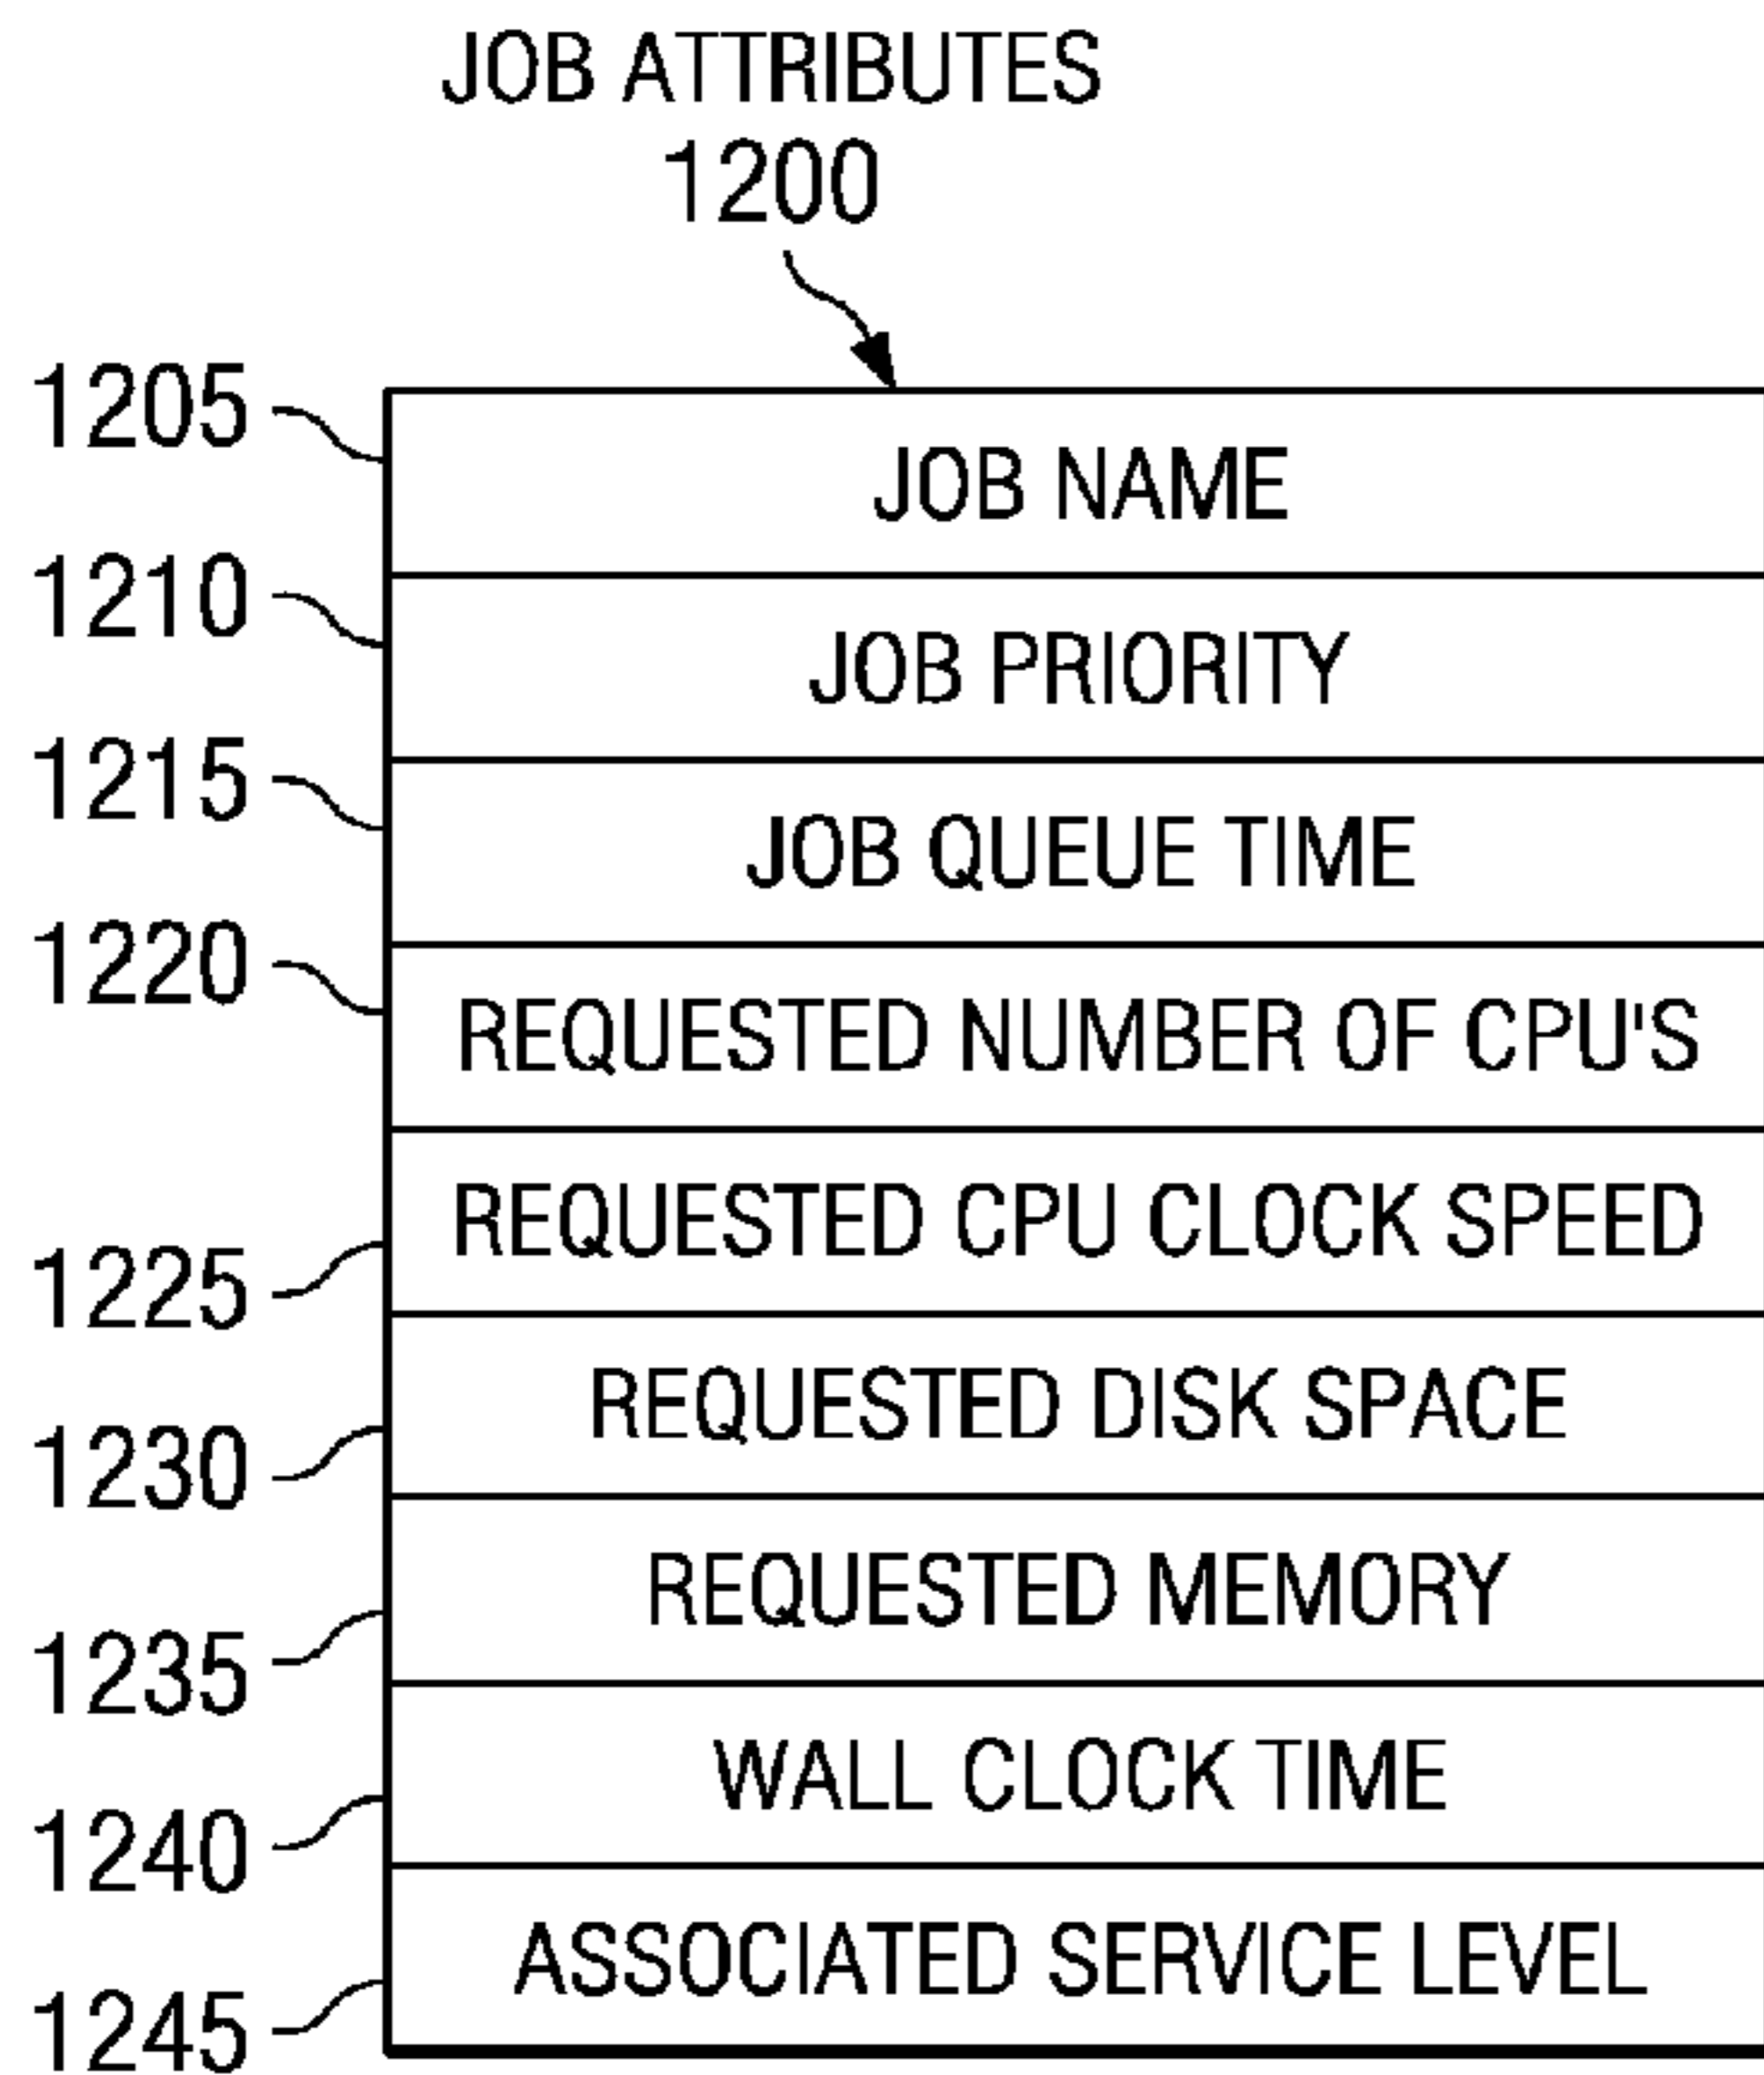 JOB ATTRIBUTES
1200
1205 JOB NAME
1210 JOB PRIORITY
1215 JOB QUEUE TIME
1220 REQUESTED NUMBER OF CPU'S
1225 REQUESTED CPU CLOCK SPEED
1230 REQUESTED DISK SPACE
1235 REQUESTED MEMORY
1240 WALL CLOCK TIME
1245 ASSOCIATED SERVICE LEVEL